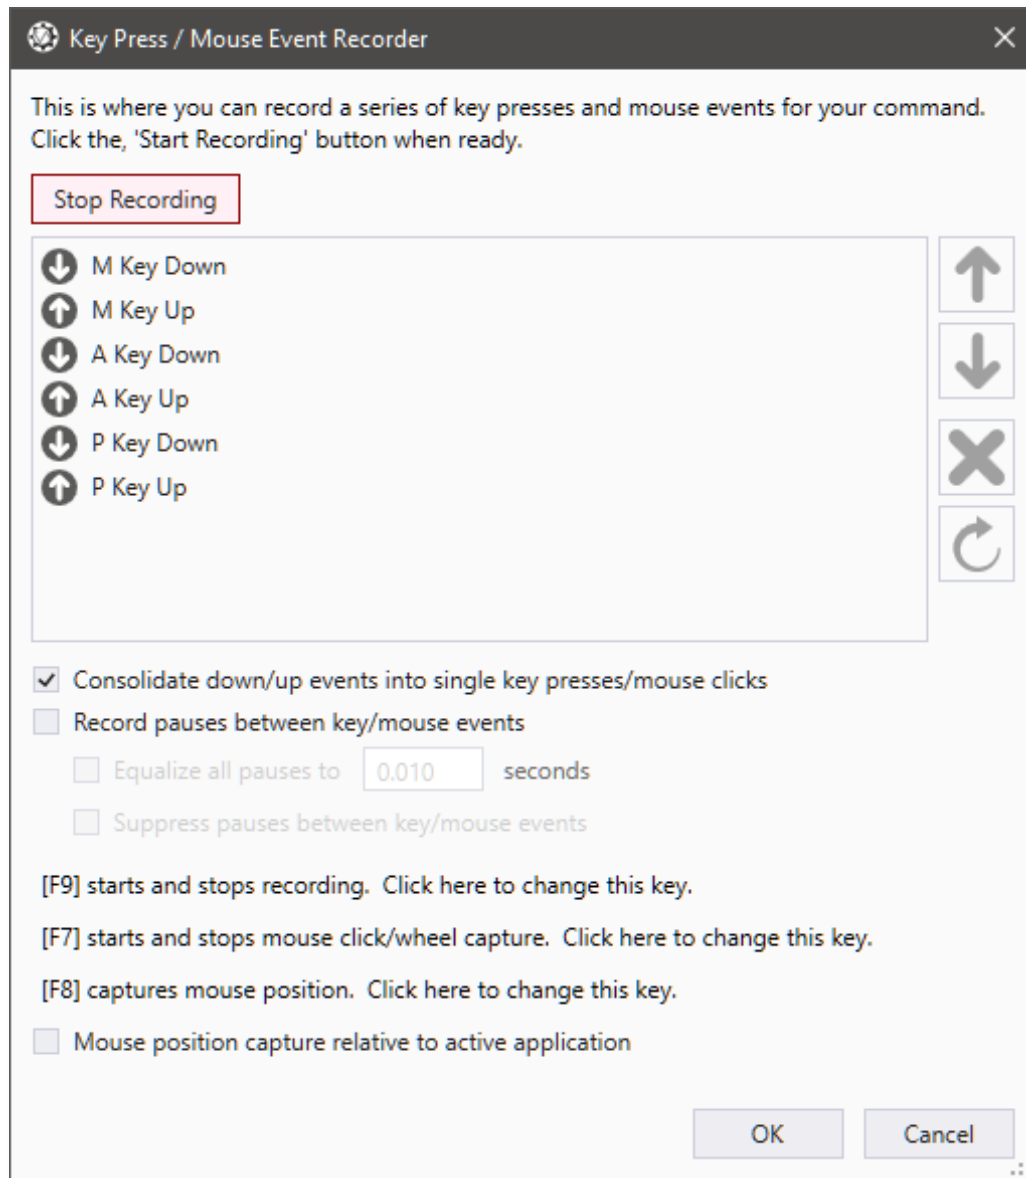 Key Press / Mouse Event Recorder
This is where you can record a series of key presses and mouse events for your command.
Click the, 'Start Recording' button when ready.
Stop Recording
M Key Down
M Key Up
A Key Down
A Key Up
P Key Down
P Key Up
Consolidate down/up events into single key presses/mouse clicks
Record pauses between key/mouse events
Equalize all pauses to 0.010 seconds
Suppress pauses between key/mouse events
[F9] starts and stops recording.  Click here to change this key.
[F7] starts and stops mouse click/wheel capture.  Click here to change this key.
[F8] captures mouse position.  Click here to change this key.
Mouse position capture relative to active application
OK Cancel